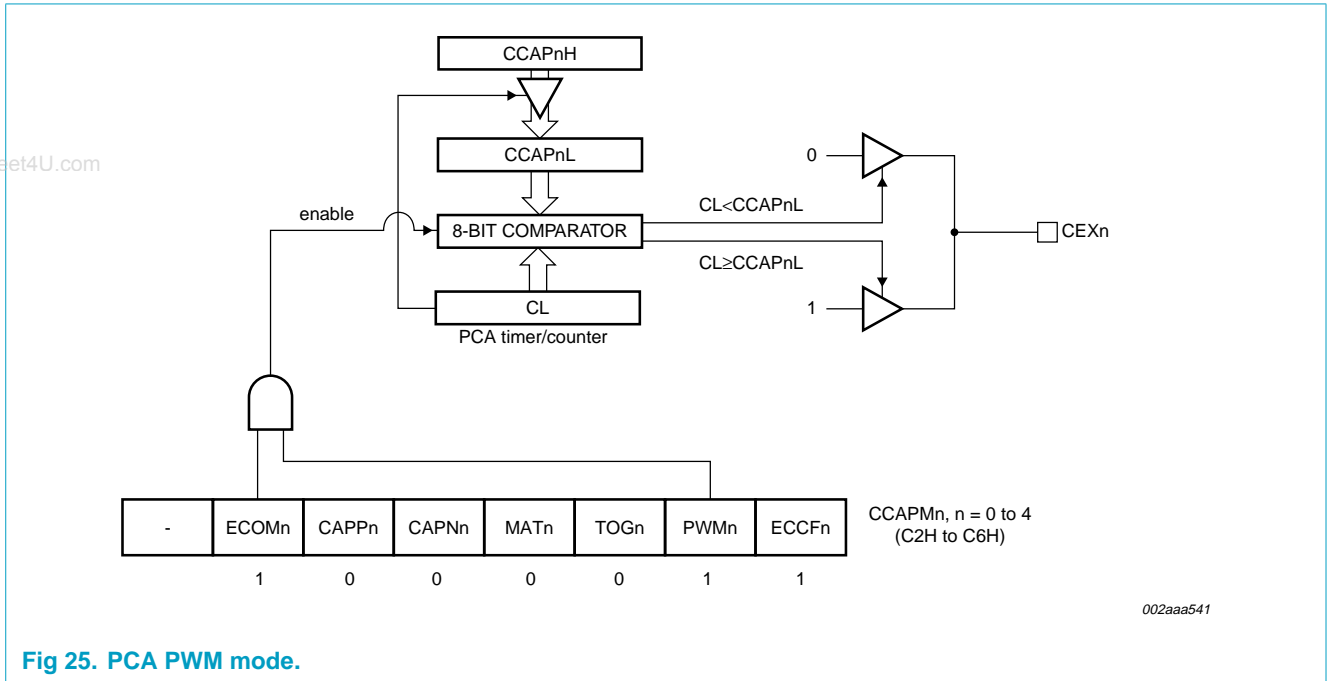 CCAPnH
eet4U.com
CCAPnL
0
enable
CL<CCAPnL
8-BIT COMPARATOR
CEXn
CL≥CCAPnL
CL
1
PCA timer/counter
- ECOMn CAPPn CAPNn MATn TOGn PWMn ECCFn
CCAPMn, n = 0 to 4
(C2H to C6H)
1 0 0 0 0 1 1
002aaa541
Fig 25. PCA PWM mode.